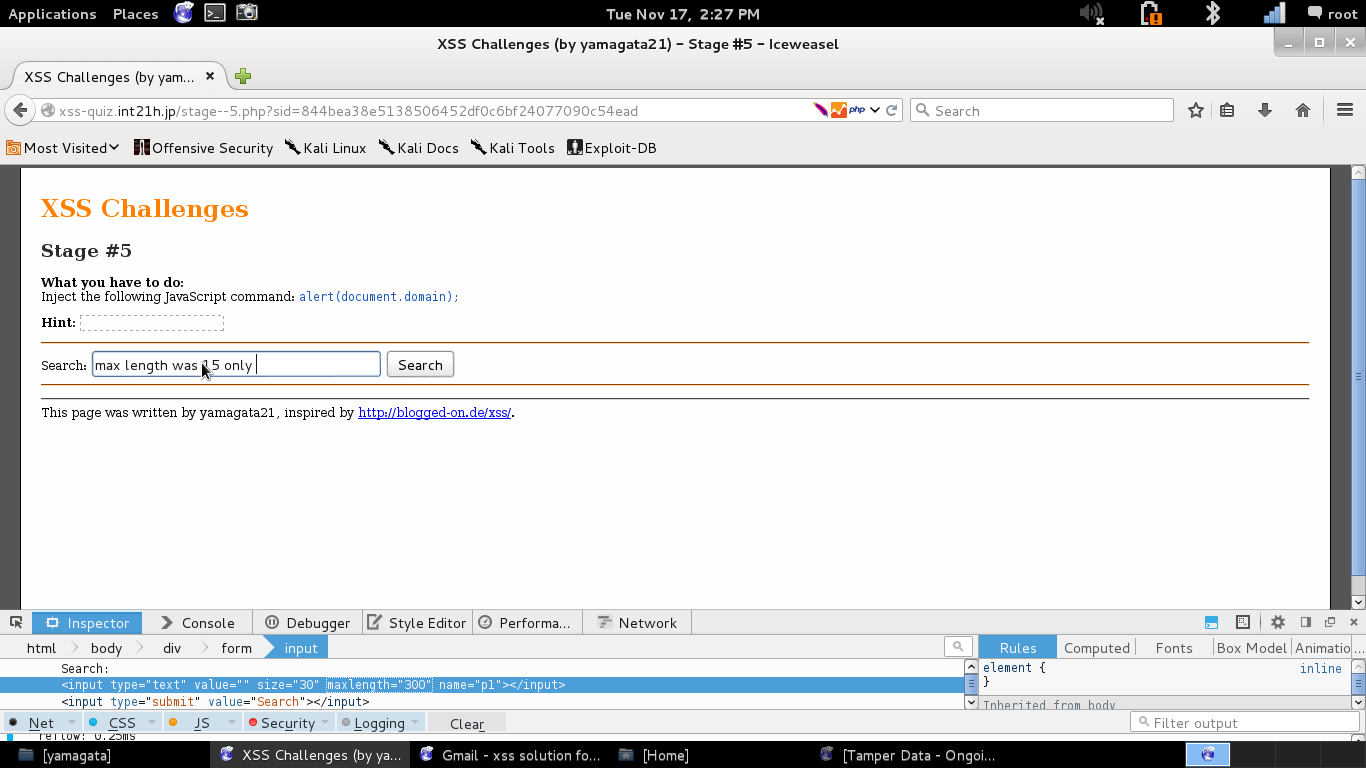 Applications Places Tue Nov 17, 2:27 PM root
XSS Challenges (by yamagata21) - Stage #5 - Iceweasel
XSS Challenges (by yam...
xss-quiz.int21h.jp/stage--5.php?sid=844bea38e5138506452df0c6bf24077090c54ead php Search
Most Visited Offensive Security Kali Linux Kali Docs Kali Tools Exploit-DB
XSS Challenges
Stage #5
What you have to do:
Inject the following JavaScript command: alert(document.domain);
Hint:
Search: max length was 15 only Search
This page was written by yamagata21, inspired by http://blogged-on.de/xss/.
Inspector Console Debugger Style Editor Performa... Network
html body div form input Rules Computed Fonts Box Model Animatio...
Search: element { inline
<input type="text" value="" size="30" maxlength="300" name="p1"></input> }
<input type="submit" value="Search"></input> Inherited from body
Net CSS JS Security Logging Clear Filter output
reflow: 0.25ms
[yamagata] XSS Challenges (by ya... Gmail - xss solution fo... [Home] [Tamper Data - Ongoi...